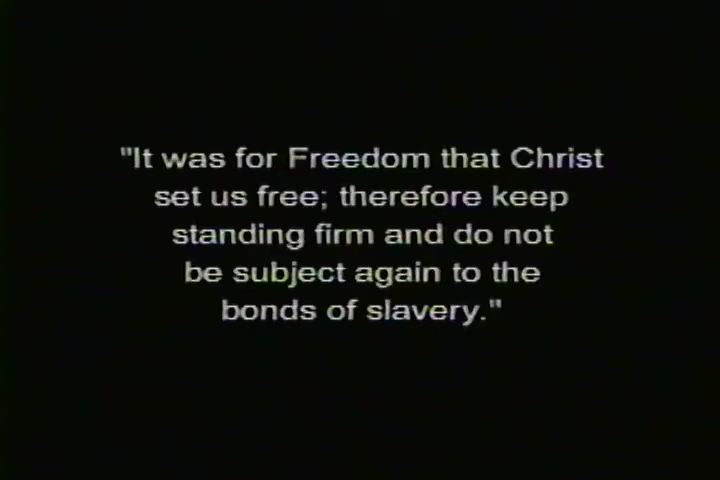 "It was for Freedom that Christ
set us free; therefore keep
standing firm and do not
be subject again to the
bonds of slavery."